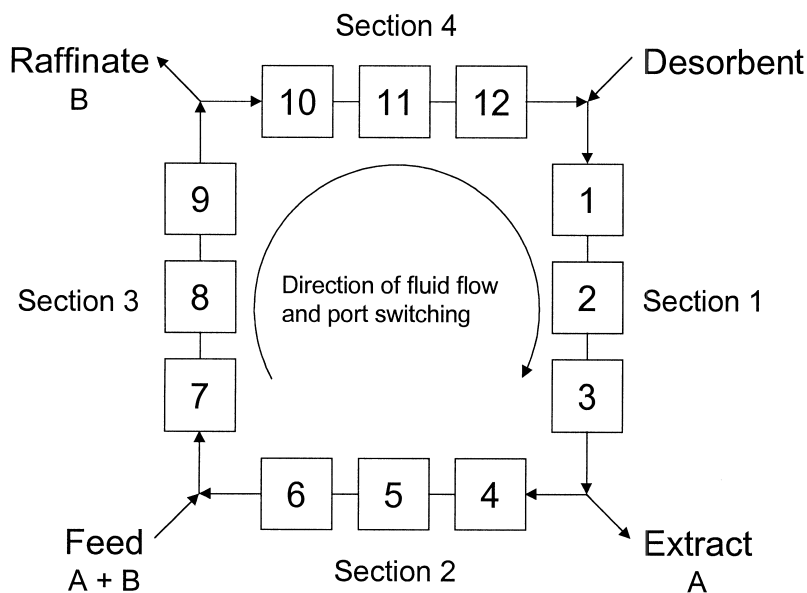 Section 4
Raffinate
B
Desorbent
10
11
12
9
1
Direction of fluid flow
and port switching
Section 3
8
2
Section 1
7
3
6
5
4
Feed
A + B
Section 2
Extract
A